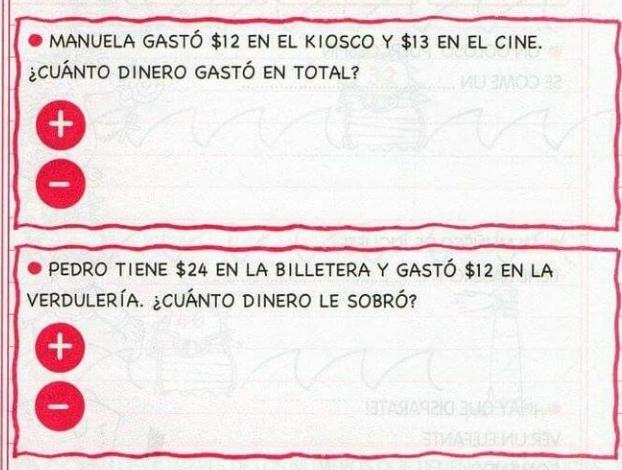 MANUELA GASTÓ $12 EN EL KIOSCO Y $13 EN EL CINE.
¿CUÁNTO DINERO GASTÓ EN TOTAL?
+
−
PEDRO TIENE $24 EN LA BILLETERA Y GASTÓ $12 EN LA
VERDULERÍA. ¿CUÁNTO DINERO LE SOBRÓ?
+
−